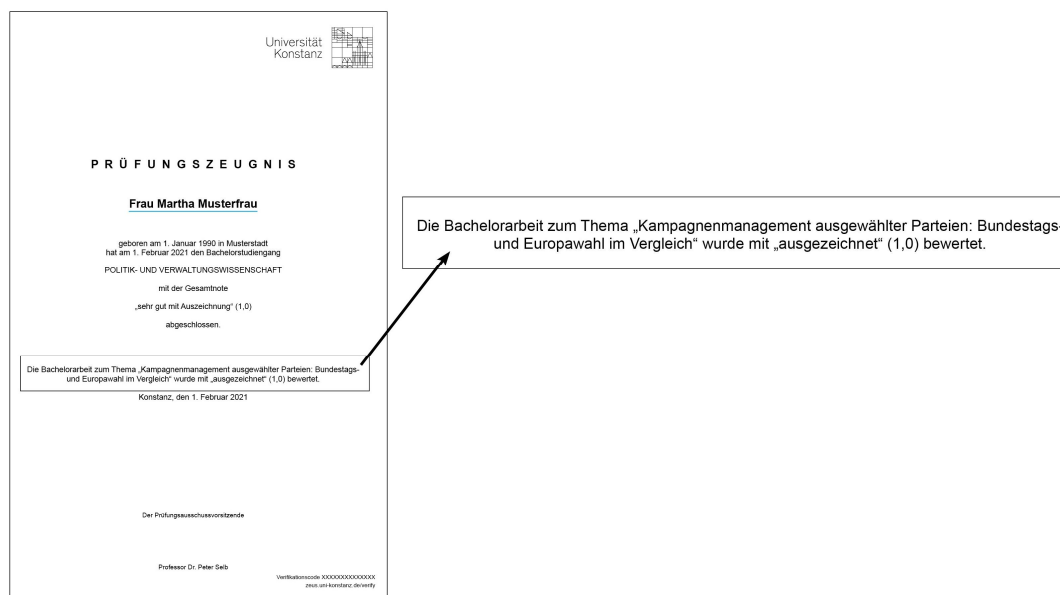 Universität
Konstanz
PRÜFUNGSZEUGNIS
Frau Martha Musterfrau
geboren am 1. Januar 1990 in Musterstadt
hat am 1. Februar 2021 den Bachelorstudiengang
POLITIK- UND VERWALTUNGSWISSENSCHAFT
mit der Gesamtnote
„sehr gut mit Auszeichnung“ (1,0)
abgeschlossen.
Die Bachelorarbeit zum Thema „Kampagnenmanagement ausgewählter Parteien: Bundestags-
und Europawahl im Vergleich“ wurde mit „ausgezeichnet“ (1,0) bewertet.
Konstanz, den 1. Februar 2021
Der Prüfungsausschussvorsitzende
Professor Dr. Peter Selb
Verifikationscode XXXXXXXXXXXXXX
zeus.uni-konstanz.de/verify
Die Bachelorarbeit zum Thema „Kampagnenmanagement ausgewählter Parteien: Bundestags-
und Europawahl im Vergleich“ wurde mit „ausgezeichnet“ (1,0) bewertet.